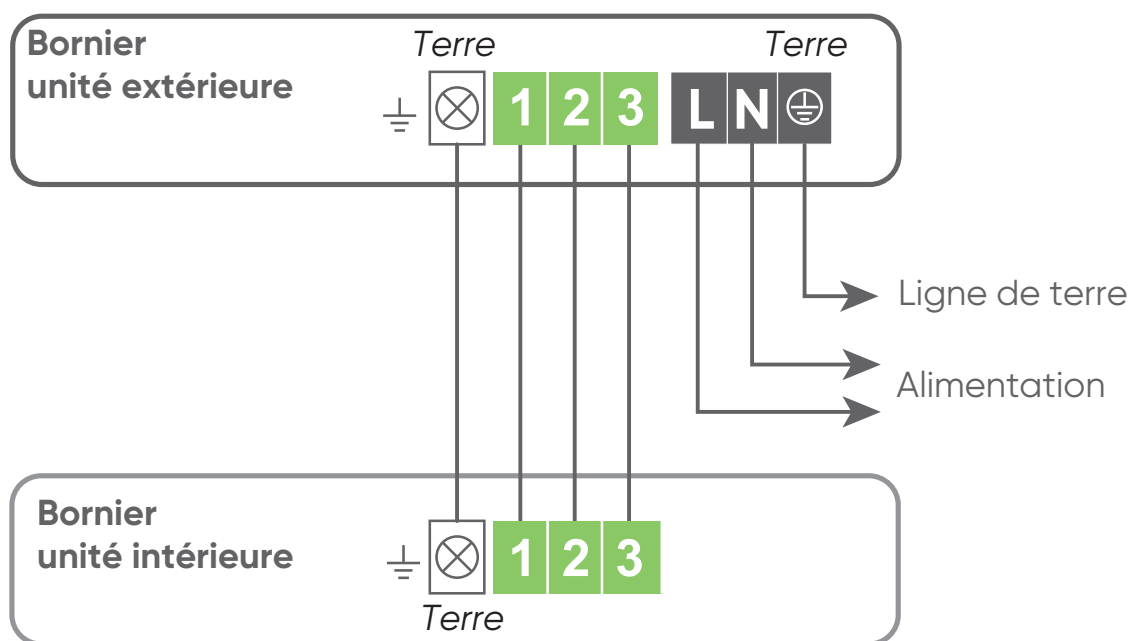 Bornier
unité extérieure
Terre
Terre
1 2 3 L N
Ligne de terre
Alimentation
Bornier
unité intérieure
1 2 3
Terre